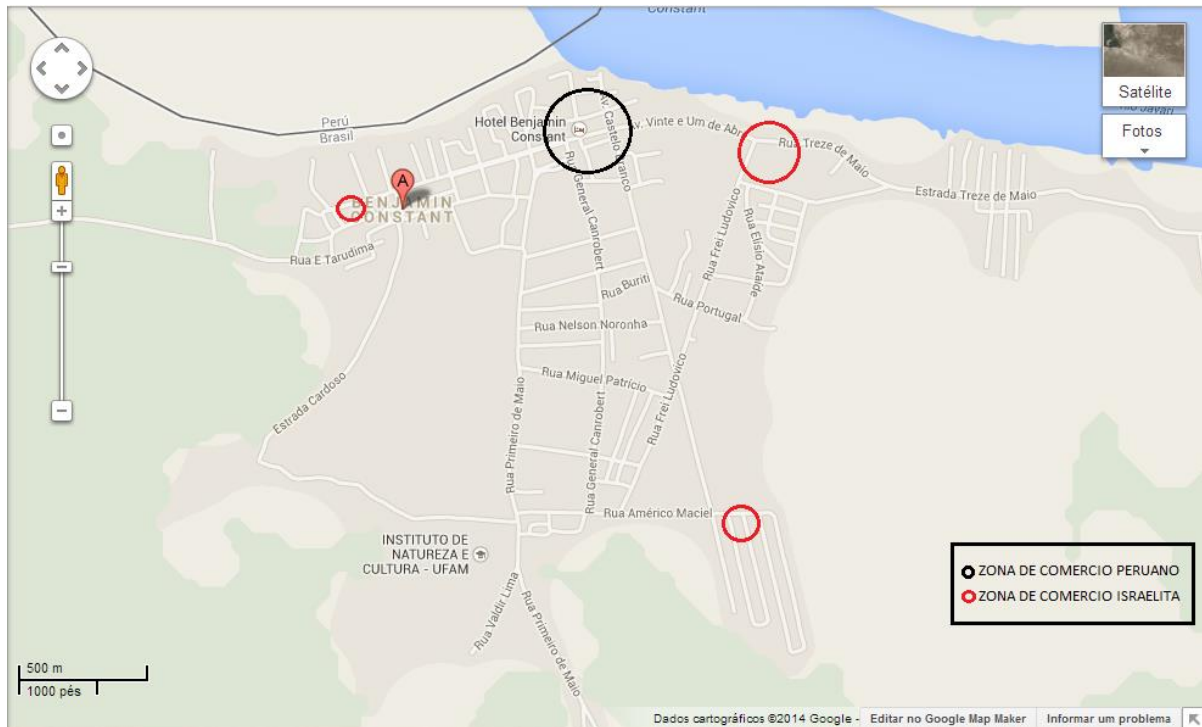 Constant
Satélite
Fotos
Perú
Brasil
Hotel Benjamin
Constant
Av. Castelo Branco
Av. Vinte e Um de Abr
Rua Treze de Maio
Estrada Treze de Maio
A
BENJAMIN
CONSTANT
Rua E Tarudima
Rua General Canrobert
Rua Frei Ludovico
Rua Elísio Ataíde
Rua Buriti
Rua Portugal
Rua Nelson Noronha
Rua Miguel Patrício
Estrada Cardoso
Rua Primeiro de Maio
Rua General Canrobert
Rua Frei Ludovico
Rua Américo Maciel
INSTITUTO DE
NATUREZA E
CULTURA - UFAM
Rua Valdir Lima
Rua Primeiro de Maio
ZONA DE COMERCIO PERUANO
ZONA DE COMERCIO ISRAELITA
500 m
1000 pés
Dados cartográficos ©2014 Google - Editar no Google Map Maker Informar um problema